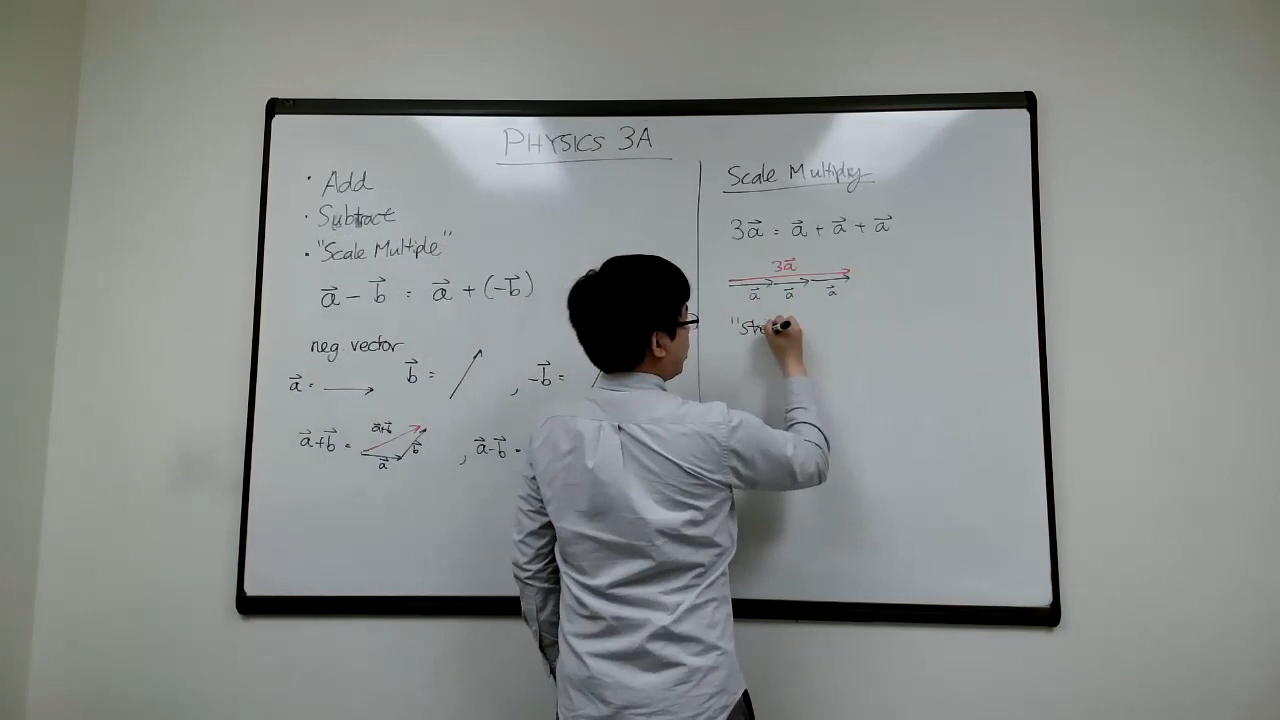 PHYSICS 3A
· Add
· Subtract
· "Scale Multiple"
a⃗ - b⃗ = a⃗ + (-b⃗)
neg. vector
a⃗ = b⃗ = , -b⃗ =
a⃗+b⃗ = a⃗+b⃗ a⃗ b⃗ , a⃗-b⃗ =
Scale Multiply
3a⃗ = a⃗ + a⃗ + a⃗
3a⃗
a⃗ a⃗ a⃗
"Stre